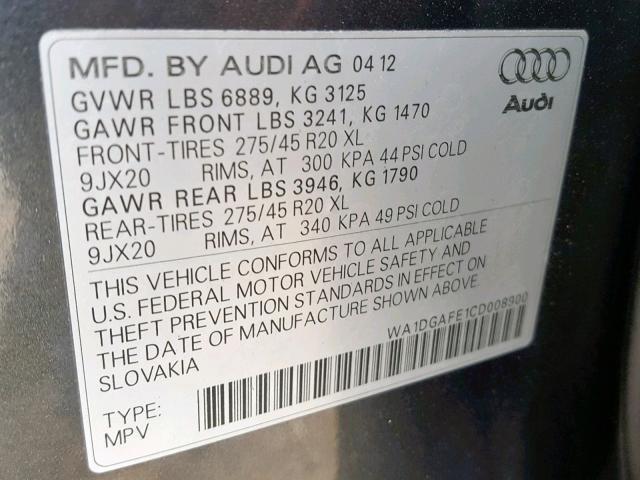 MFD. BY AUDI AG 04 12
GVWR LBS 6889, KG 3125
GAWR FRONT LBS 3241, KG 1470
FRONT-TIRES 275/45 R20 XL
9JX20 RIMS, AT 300 KPA 44 PSI COLD
GAWR REAR LBS 3946, KG 1790
REAR-TIRES 275/45 R20 XL
9JX20 RIMS, AT 340 KPA 49 PSI COLD
Audi
THIS VEHICLE CONFORMS TO ALL APPLICABLE
U.S. FEDERAL MOTOR VEHICLE SAFETY AND
THEFT PREVENTION STANDARDS IN EFFECT ON
THE DATE OF MANUFACTURE SHOWN ABOVE.
SLOVAKIA
WA1DGAFE1CD008900
TYPE:
MPV